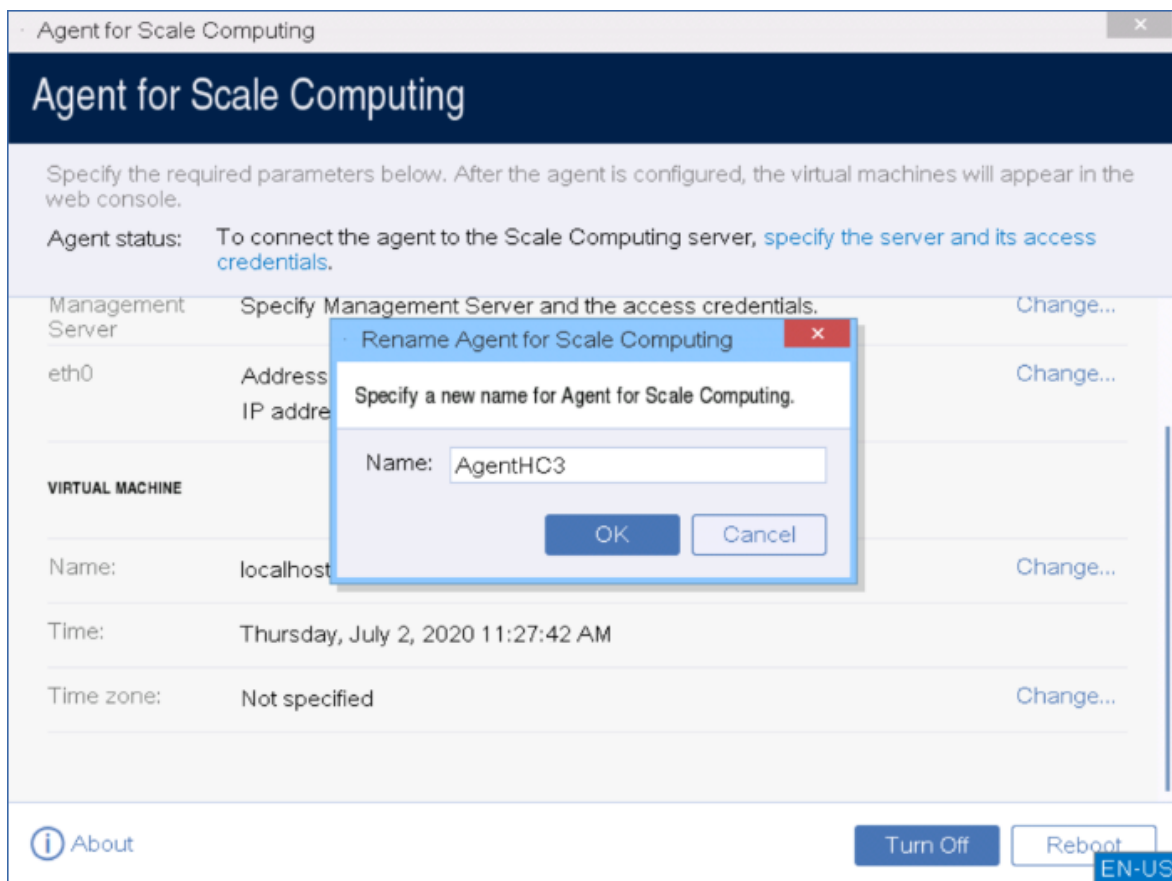 Agent for Scale Computing
Agent for Scale Computing
Specify the required parameters below. After the agent is configured, the virtual machines will appear in the
web console.
Agent status: To connect the agent to the Scale Computing server, specify the server and its access
credentials.
Management Specify Management Server and the access credentials. Change...
Server
Rename Agent for Scale Computing
eth0 Address Change...
IP addre
Specify a new name for Agent for Scale Computing.
Name: AgentHC3
OK Cancel
VIRTUAL MACHINE
Name: localhost Change...
Time: Thursday, July 2, 2020 11:27:42 AM
Time zone: Not specified Change...
About Turn Off Reboot
EN-US